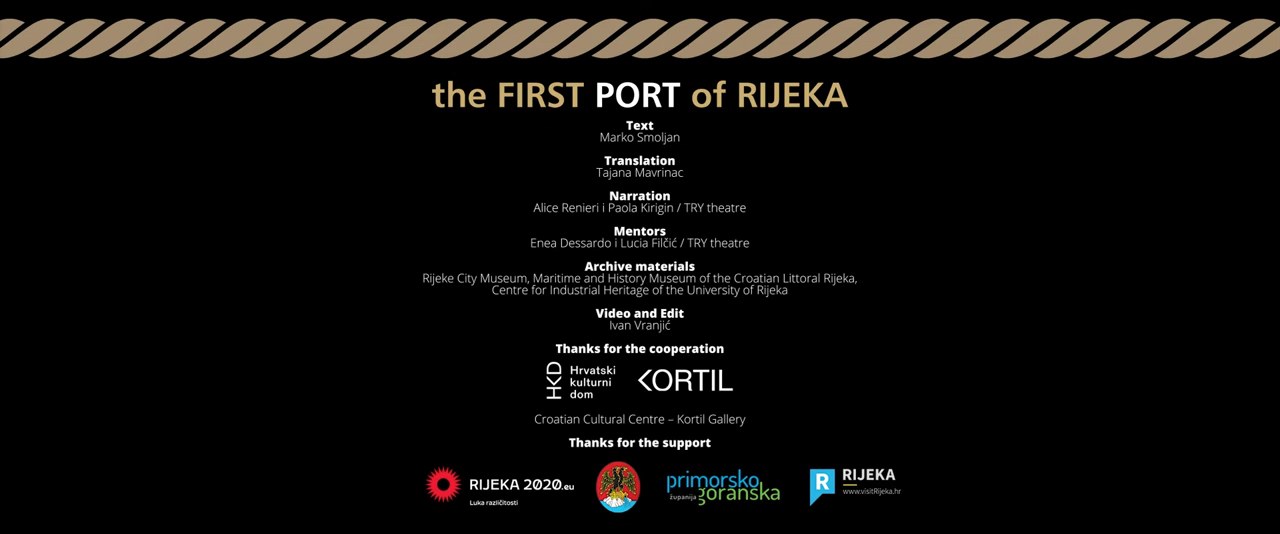 the FIRST PORT of RIJEKA
Text
Marko Smoljan
Translation
Tajana Mavrinac
Narration
Alice Renieri i Paola Kirigin / TRY theatre
Mentors
Enea Dessardo i Lucia Filčić / TRY theatre
Archive materials
Rijeke City Museum, Maritime and History Museum of the Croatian Littoral Rijeka,
Centre for Industrial Heritage of the University of Rijeka
Video and Edit
Ivan Vranjić
Thanks for the cooperation
HKD
Hrvatski
kulturni
dom
KORTIL
Croatian Cultural Centre – Kortil Gallery
Thanks for the support
RIJEKA 2020.eu
Luka različitosti
primorsko
županija goranska
R
RIJEKA
www.visitRijeka.hr